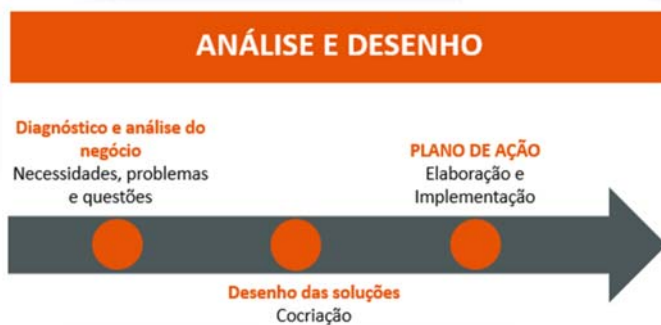 ANÁLISE E DESENHO
Diagnóstico e análise do
negócio
Necessidades, problemas
e questões
Desenho das soluções
Cocriação
PLANO DE AÇÃO
Elaboração e
Implementação